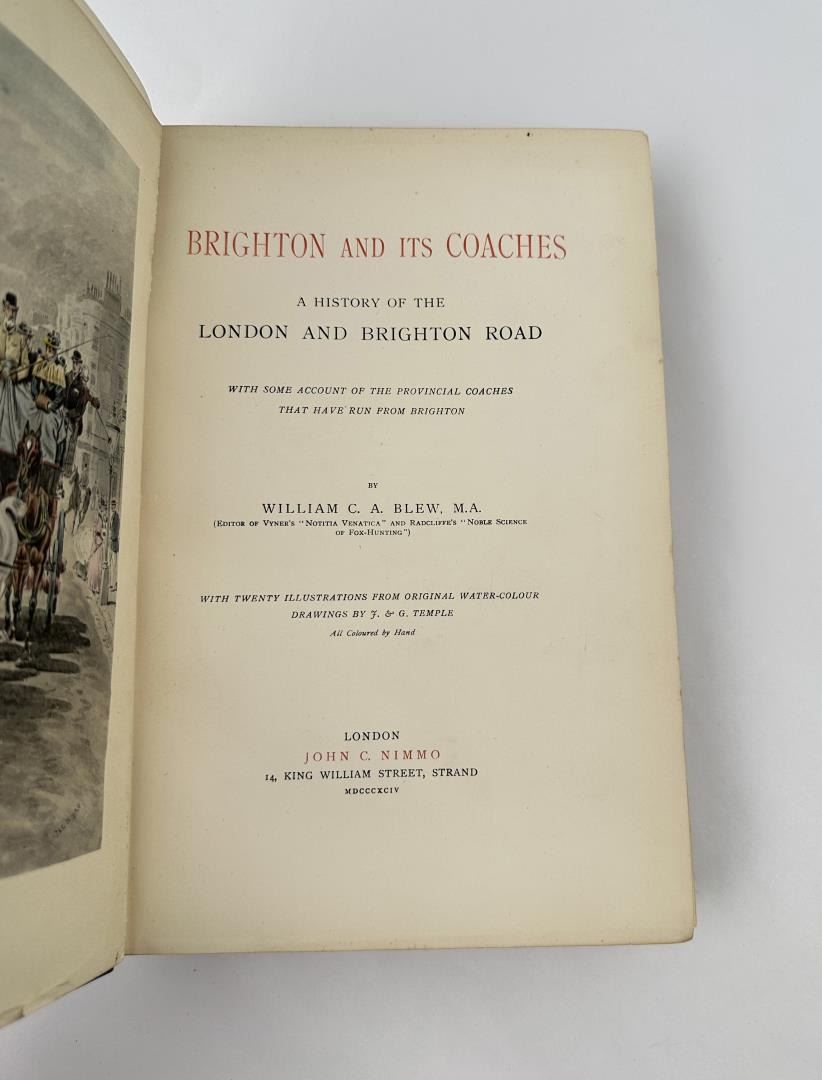 BRIGHTON AND ITS COACHES
A HISTORY OF THE
LONDON AND BRIGHTON ROAD
WITH SOME ACCOUNT OF THE PROVINCIAL COACHES
THAT HAVE RUN FROM BRIGHTON
BY
WILLIAM C. A. BLEW, M.A.
(EDITOR OF VYNER'S "NOTITIA VENATICA" AND RADCLIFFE'S "NOBLE SCIENCE
OF FOX-HUNTING")
WITH TWENTY ILLUSTRATIONS FROM ORIGINAL WATER-COLOUR
DRAWINGS BY J. & G. TEMPLE
All Coloured by Hand
LONDON
JOHN C. NIMMO
14, KING WILLIAM STREET, STRAND
MDCCCXCIV